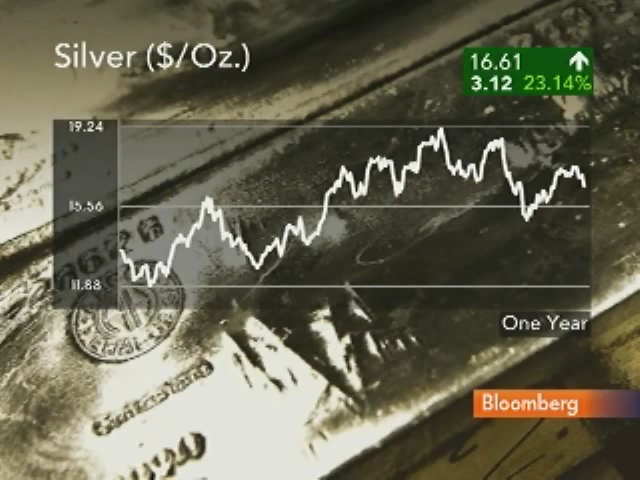 Silver ($/Oz.)
16.61
3.12 23.14%
19.24
15.56
11.88
One Year
Bloomberg